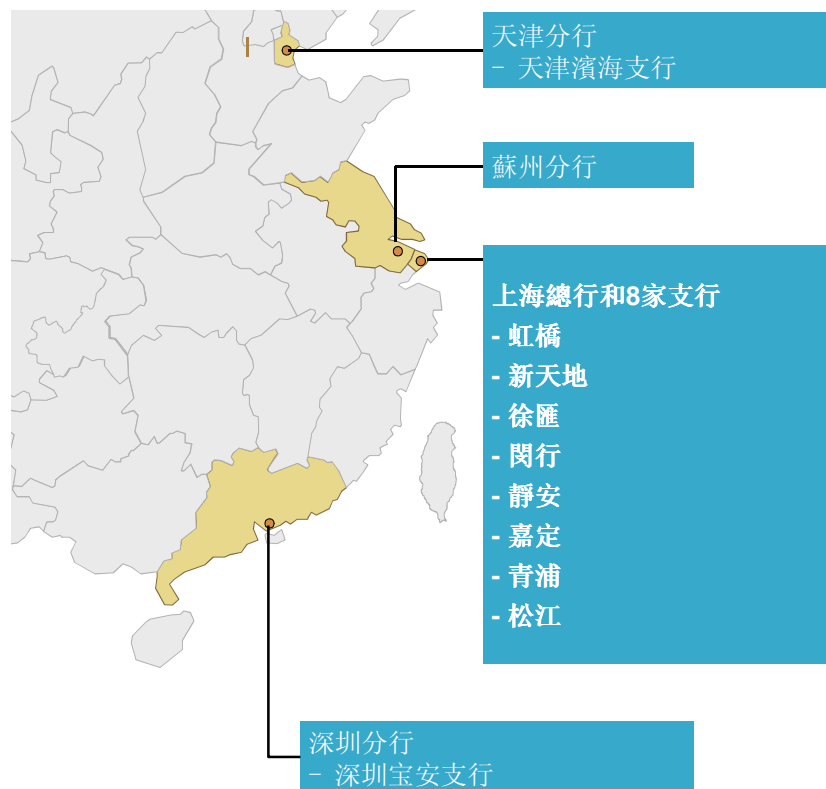 天津分行
- 天津濱海支行
蘇州分行
上海總行和8家支行
- 虹橋
- 新天地
- 徐匯
- 閔行
- 靜安
- 嘉定
- 青浦
- 松江
深圳分行
- 深圳宝安支行